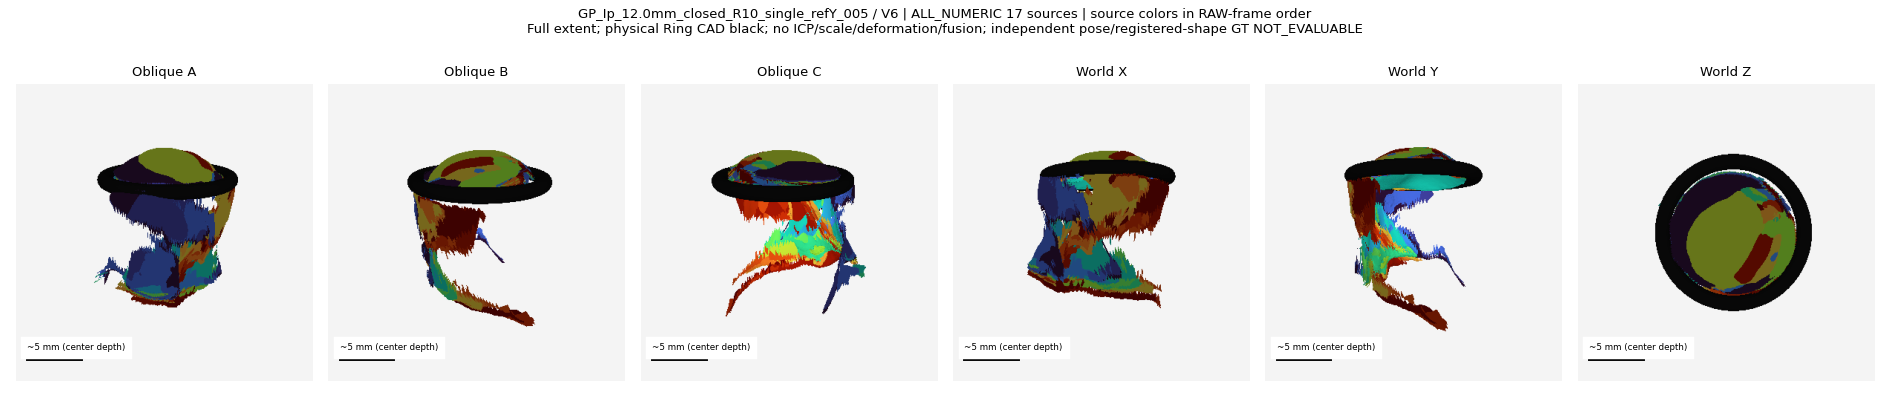 GP_Ip_12.0mm_closed_R10_single_refY_005 / V6 | ALL_NUMERIC 17 sources | source colors in RAW-frame order
Full extent; physical Ring CAD black; no ICP/scale/deformation/fusion; independent pose/registered-shape GT NOT_EVALUABLE
Oblique A
Oblique B
Oblique C
World X
World Y
World Z
~5 mm (center depth)
~5 mm (center depth)
~5 mm (center depth)
~5 mm (center depth)
~5 mm (center depth)
~5 mm (center depth)